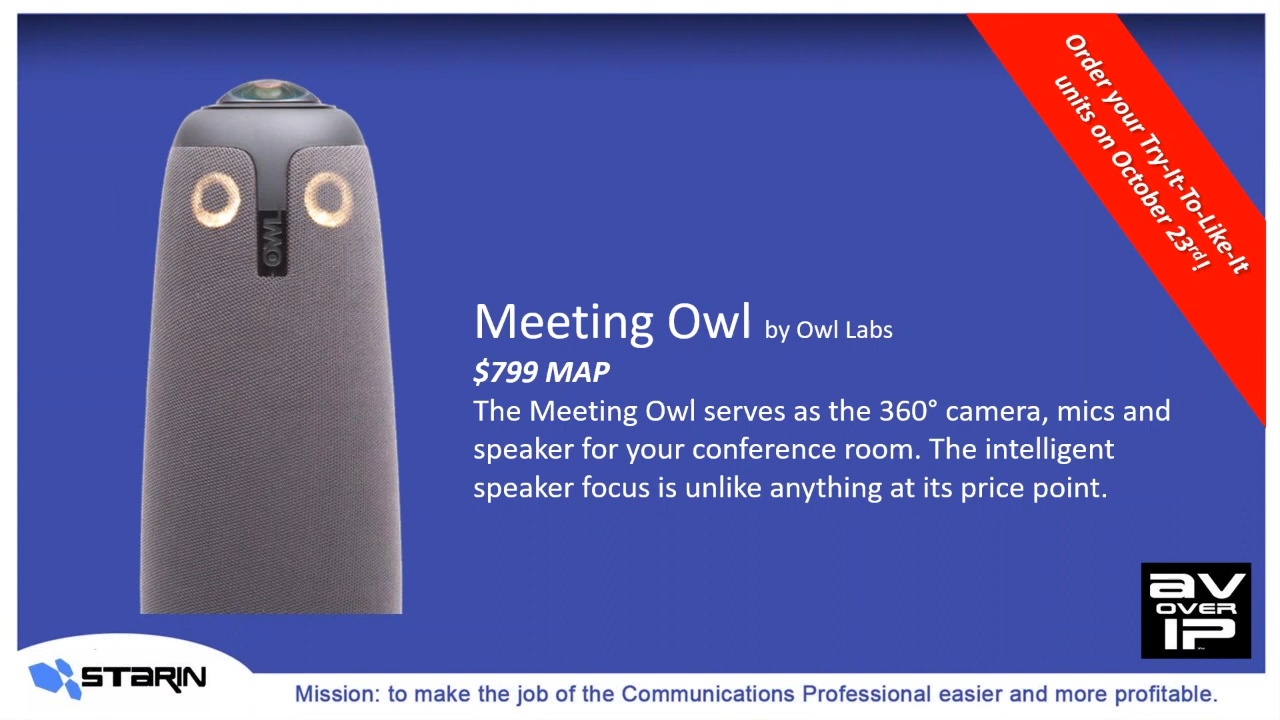 Order your Try-It-To-Like-It
units on October 23rd!
OWL
Meeting Owl by Owl Labs
$799 MAP
The Meeting Owl serves as the 360° camera, mics and
speaker for your conference room. The intelligent
speaker focus is unlike anything at its price point.
av
OVER
IP
STARIN
Mission: to make the job of the Communications Professional easier and more profitable.